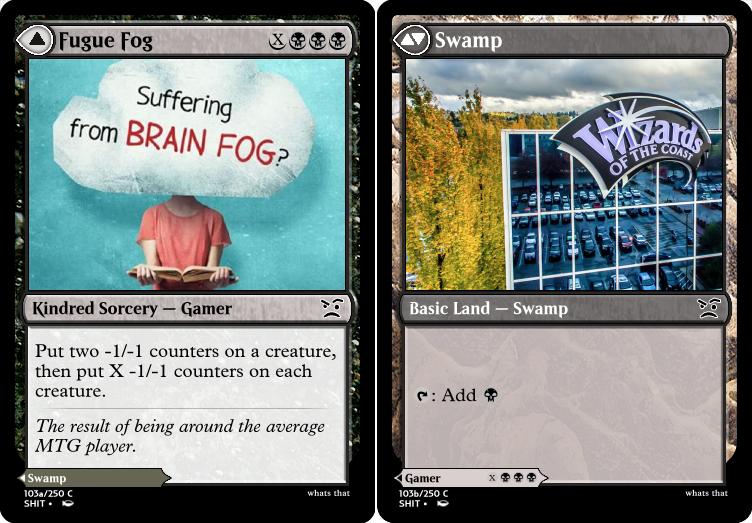 Fugue Fog X
Suffering
from BRAIN FOG?
Kindred Sorcery — Gamer
Put two -1/-1 counters on a creature,
then put X -1/-1 counters on each
creature.
The result of being around the average
MTG player.
Swamp
103a/250 C
SHIT •
whats that
Swamp
Wizards
OF THE COAST
Basic Land — Swamp
: Add
Gamer X
103b/250 C
SHIT •
whats that